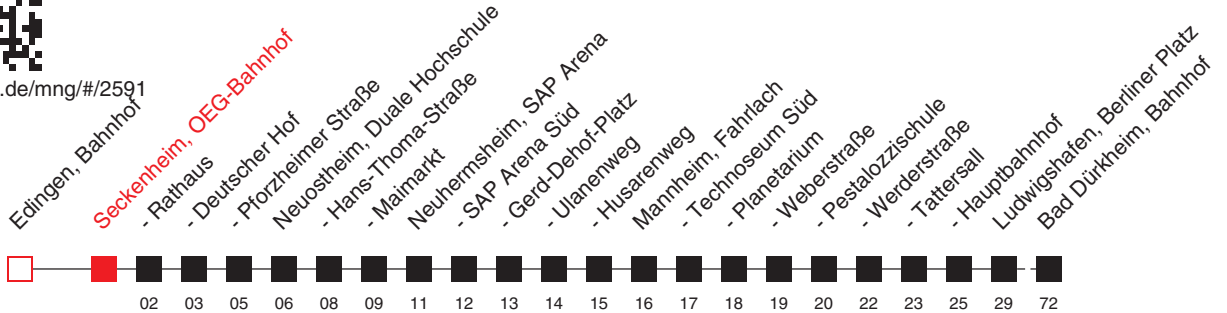 .de/mng/#/2591
Edingen, Bahnhof
Seckenheim, OEG-Bahnhof
- Rathaus
- Deutscher Hof
- Pforzheimer Straße
Neuostheim, Duale Hochschule
- Hans-Thoma-Straße
- Maimarkt
Neuhermsheim, SAP Arena
- SAP Arena Süd
- Gerd-Dehof-Platz
- Ulanenweg
- Husarenweg
Mannheim, Fahrlach
- Technoseum Süd
- Planetarium
- Weberstraße
- Pestalozzischule
- Werderstraße
- Tattersall
- Hauptbahnhof
Ludwigshafen, Berliner Platz
Bad Dürkheim, Bahnhof
02 03 05 06 08 09 11 12 13 14 15 16 17 18 19 20 22 23 25 29 72